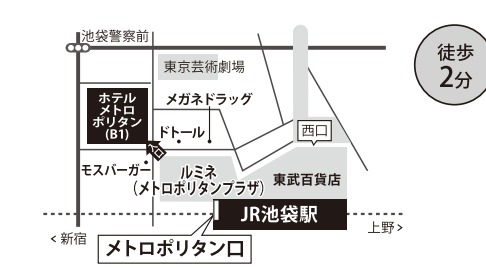 池袋警察前
徒歩
2分
東京芸術劇場
ホテル
メトロ
ポリタン
(B1)
メガネドラッグ
ドトール
西口
入口
モスバーガー
ルミネ
(メトロポリタンプラザ)
東武百貨店
JR池袋駅
<新宿
上野>
メトロポリタン口